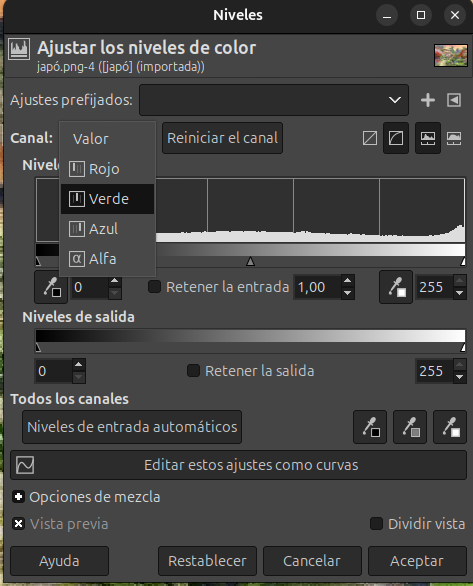 Niveles
Ajustar los niveles de color
japó.png-4 ([japó] (importada))
Ajustes prefijados:
Canal: Valor Reiniciar el canal
Rojo
Verde
Azul
α Alfa
0 Retener la entrada 1,00 255
Niveles de salida
0 Retener la salida 255
Todos los canales
Niveles de entrada automáticos
Editar estos ajustes como curvas
Opciones de mezcla
Vista previa Dividir vista
Ayuda Restablecer Cancelar Aceptar